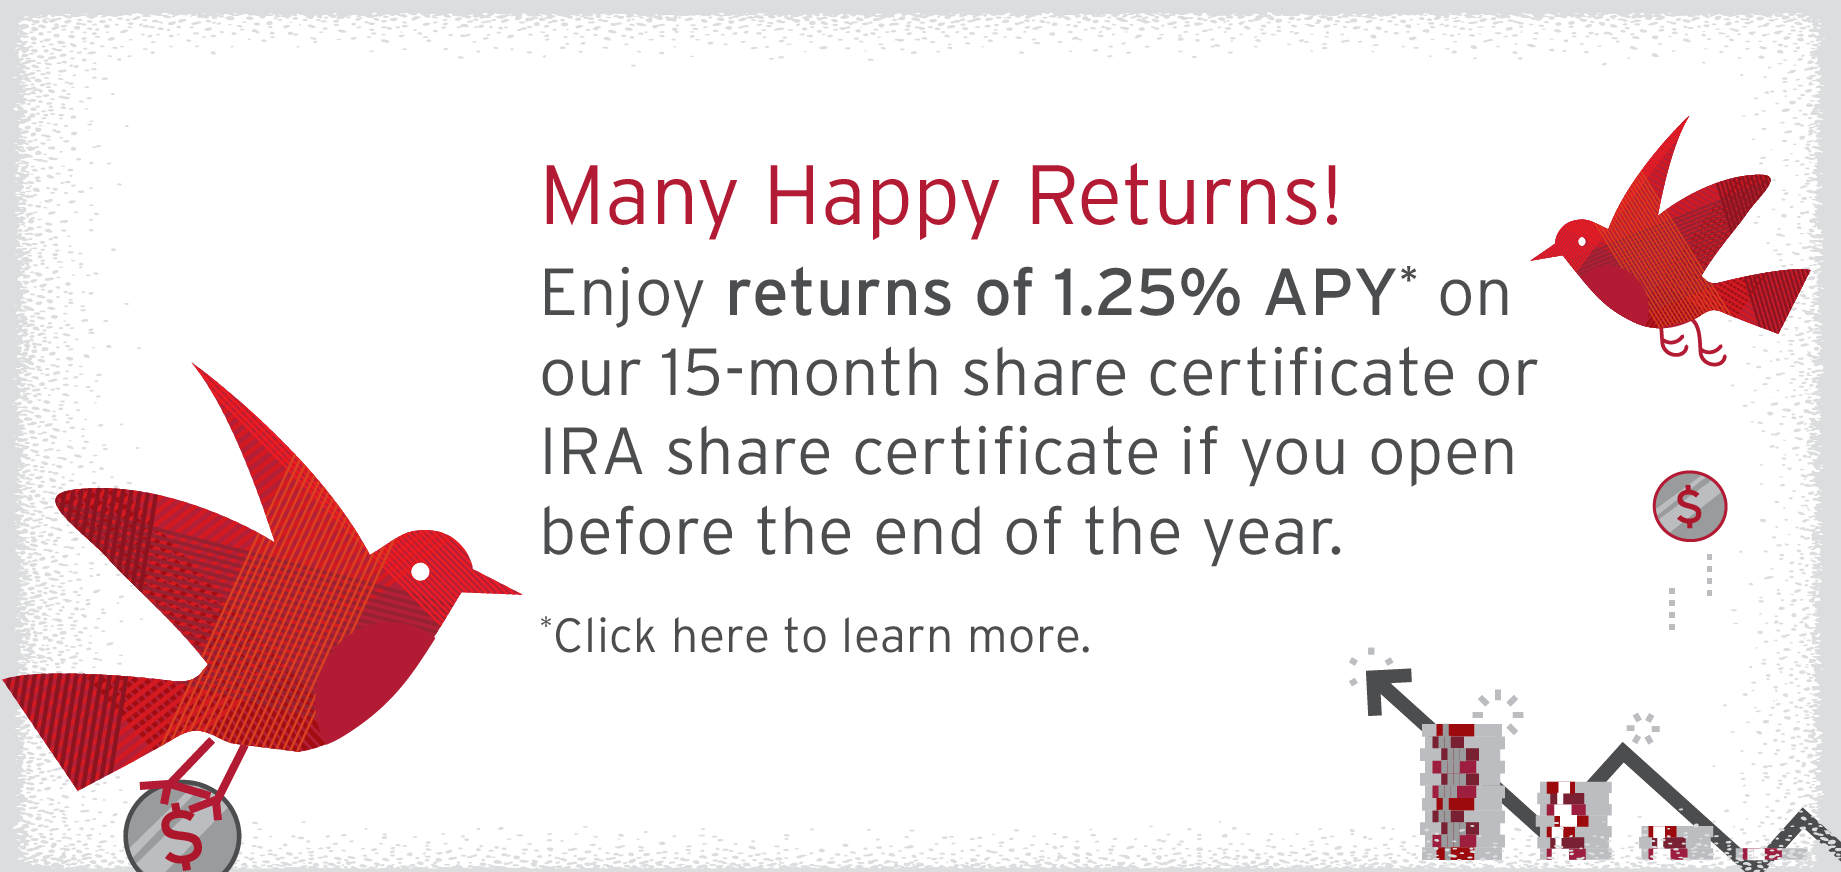 Many Happy Returns!
Enjoy returns of 1.25% APY* on
our 15-month share certificate or
IRA share certificate if you open
before the end of the year.
*Click here to learn more.
$
$